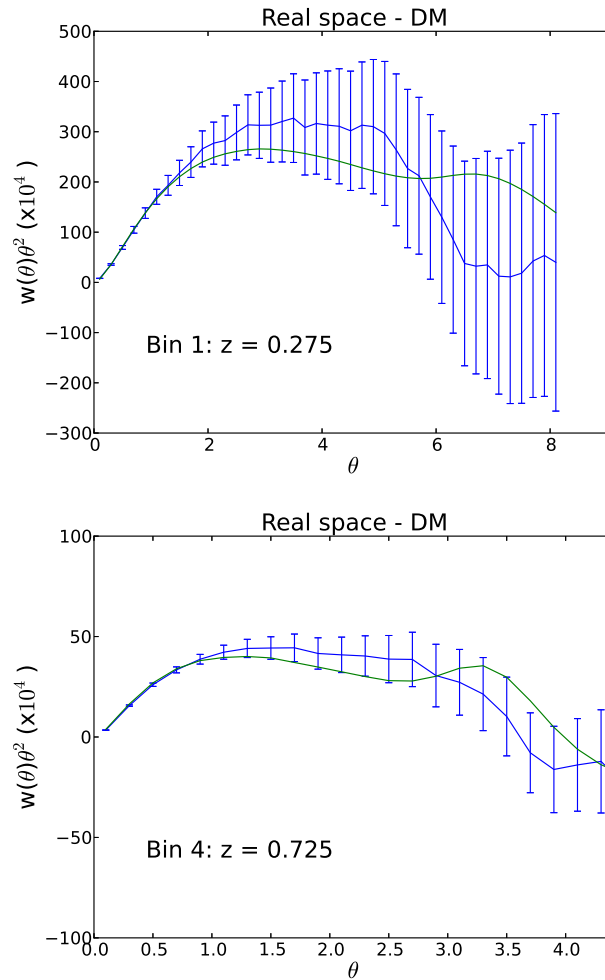 Real space - DM
500
400
300
200
100
0
−100
−200
−300
w(θ)θ² (x10⁴)
Bin 1: z = 0.275
0 2 4 6 8
θ
Real space - DM
100
50
0
−50
−100
w(θ)θ² (x10⁴)
Bin 4: z = 0.725
0.0 0.5 1.0 1.5 2.0 2.5 3.0 3.5 4.0
θ